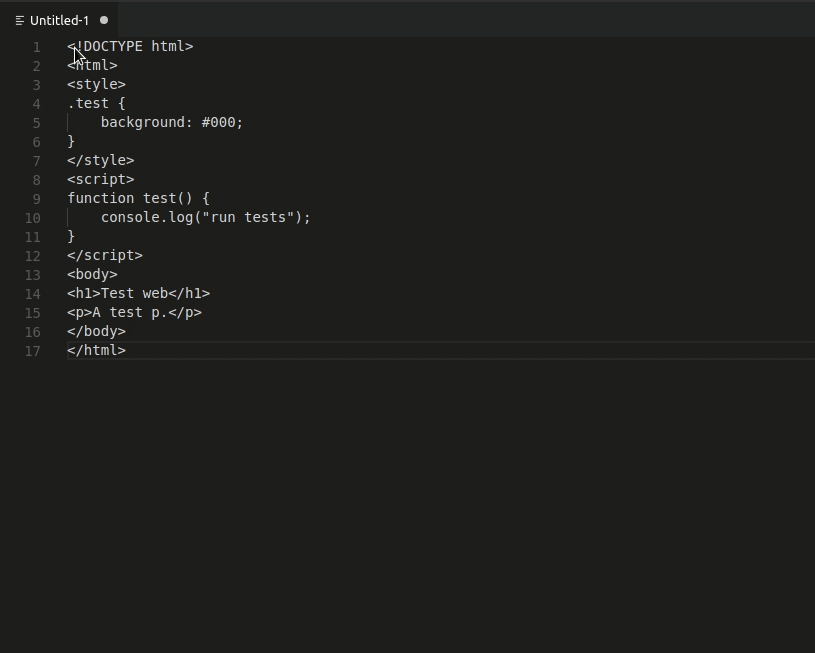 Untitled-1
1 <!DOCTYPE html>
2 <html>
3 <style>
4 .test {
5     background: #000;
6 }
7 </style>
8 <script>
9 function test() {
10     console.log("run tests");
11 }
12 </script>
13 <body>
14 <h1>Test web</h1>
15 <p>A test p.</p>
16 </body>
17 </html>